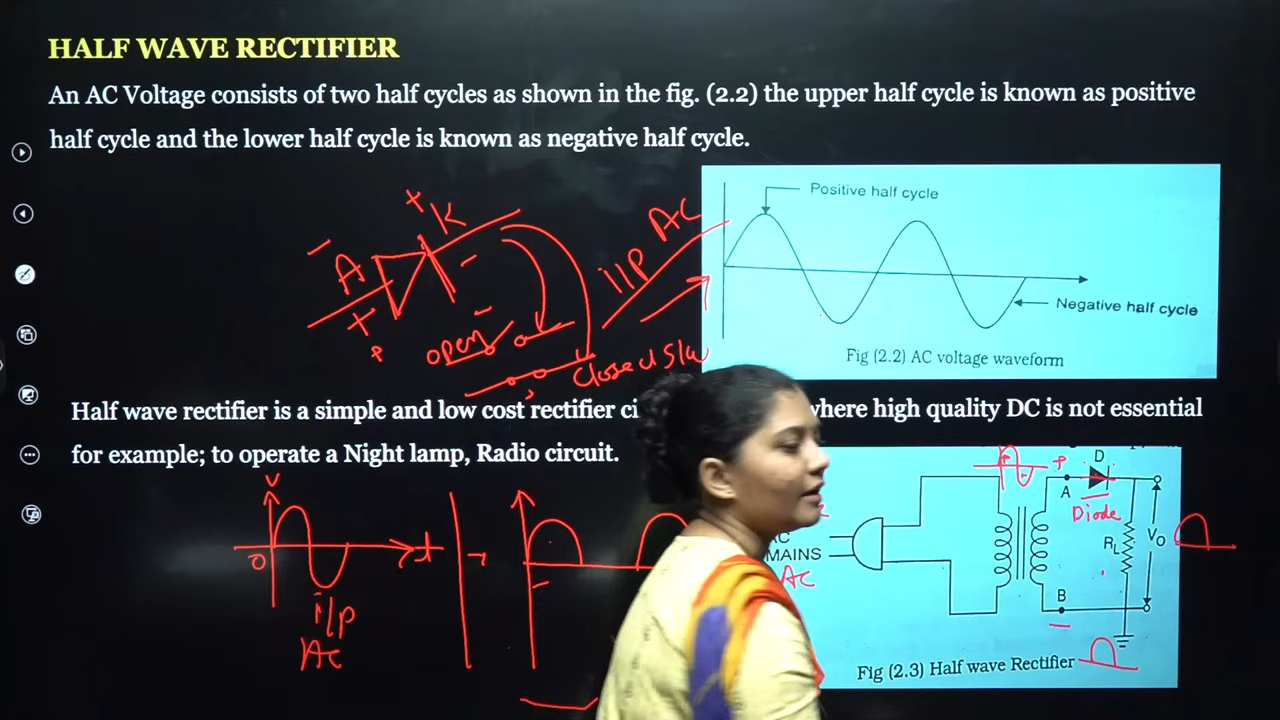 HALF WAVE RECTIFIER
An AC Voltage consists of two half cycles as shown in the fig. (2.2) the upper half cycle is known as positive
half cycle and the lower half cycle is known as negative half cycle.
Positive half cycle
+ K
- A
i/p AC
+
-
Negative half cycle
open
P
Closed S/W
Fig (2.2) AC voltage waveform
Half wave rectifier is a simple and low cost rectifier where high quality DC is not essential
for example; to operate a Night lamp, Radio circuit.
V
0
t
i/p
AC
+
-
P
D
A
Diode
MAINS
AC
RL
VO
B
Fig (2.3) Half wave Rectifier